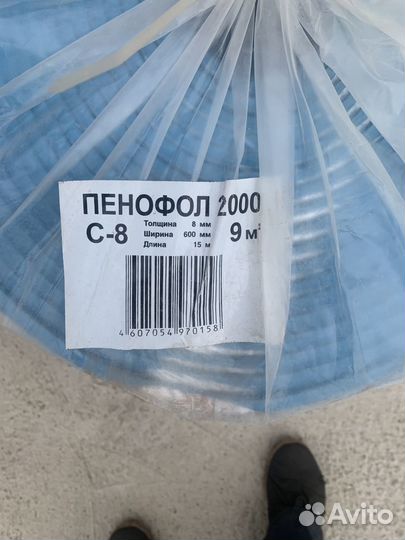 ПЕНОФОЛ 2000
С-8
Толщина 8 мм
Ширина 600 мм
Длина 15 м
9 м²
4 607054 970158
Avito